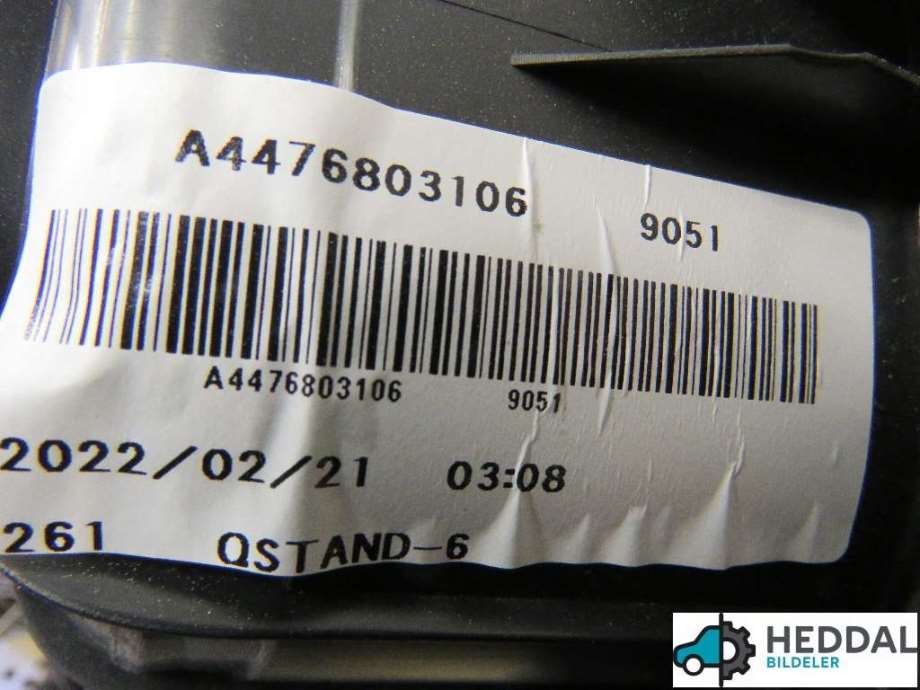 A4476803106 9051
A4476803106 9051
2022/02/21 03:08
261 QSTAND-6
HEDDAL
BILDELER